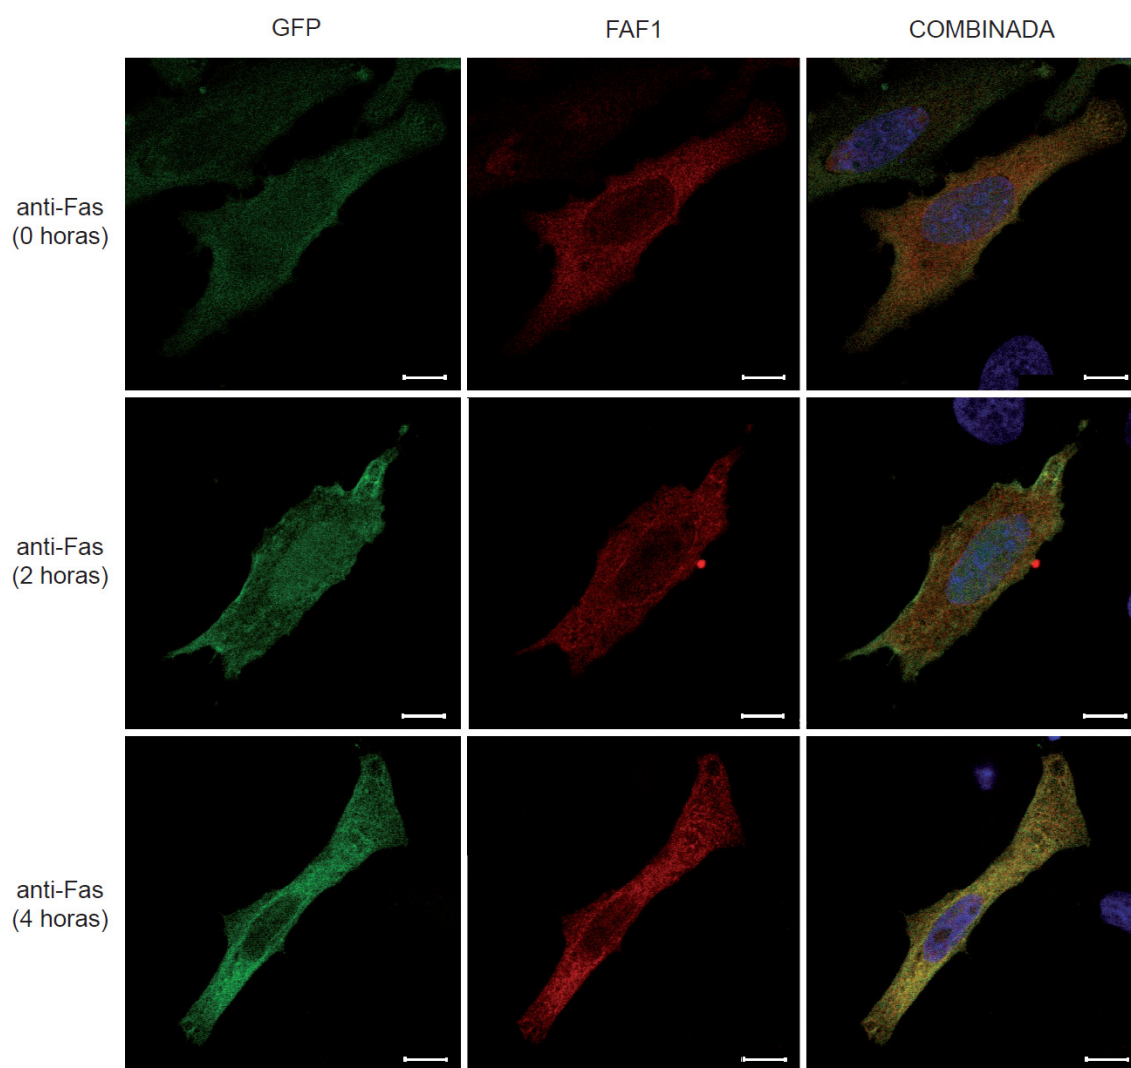 GFP
FAF1
COMBINADA
anti-Fas
(0 horas)
anti-Fas
(2 horas)
anti-Fas
(4 horas)